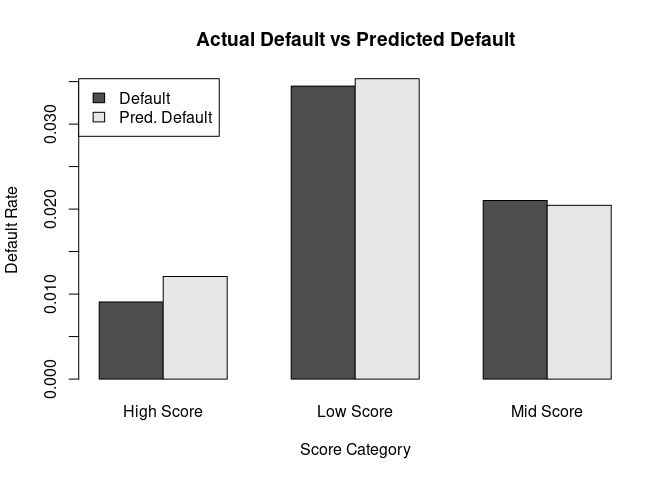 Actual Default vs Predicted Default
Default
Pred. Default
Default Rate
0.030
0.020
0.010
0.000
High Score
Low Score
Mid Score
Score Category